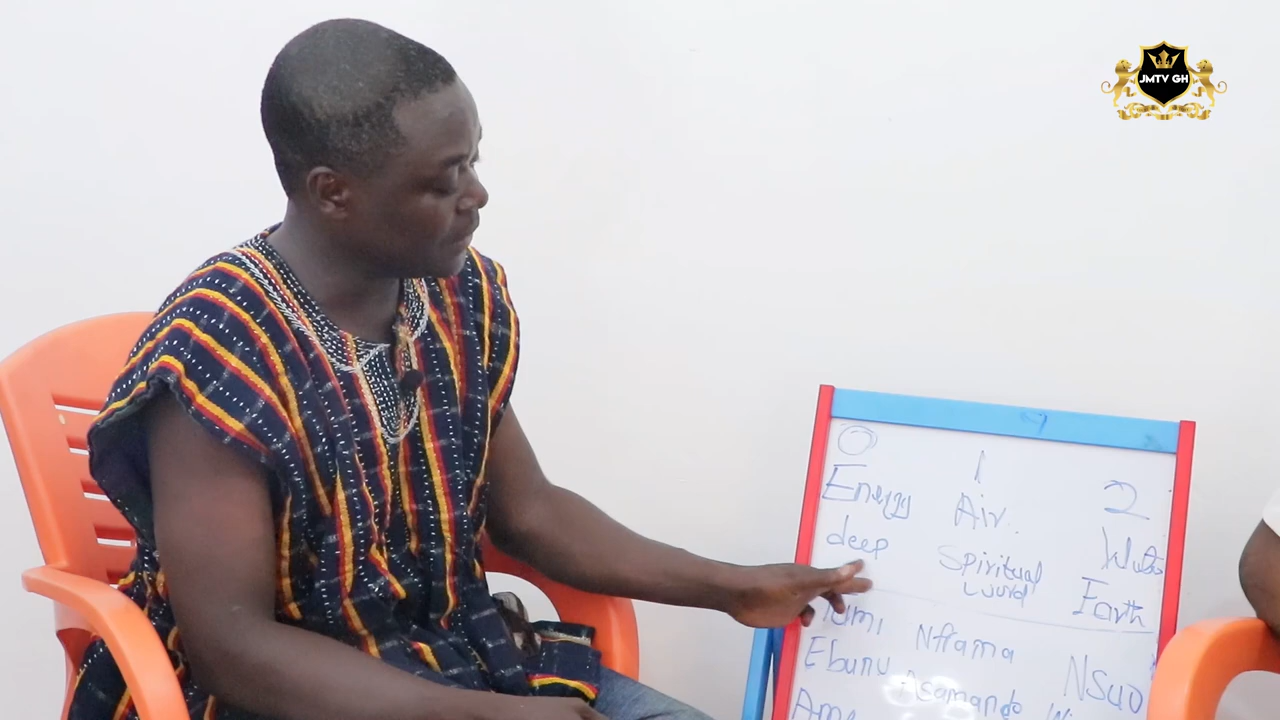 JMTV GH
0 1 2
Energy Air.
deep Spiritual world Earth
Nframa Nsuo
Ebunu Asamando